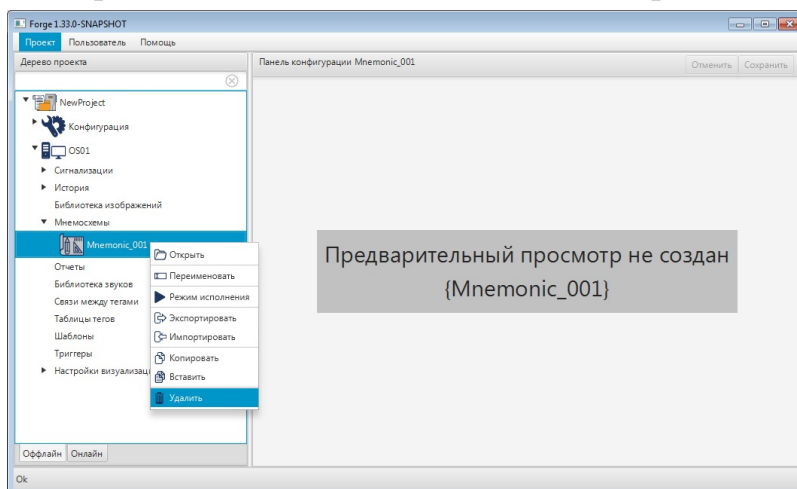 Forge 1.33.0-SNAPSHOT
Проект Пользователь Помощь
Дерево проекта
Панель конфигурации Mnemonic_001
Отменить Сохранить
NewProject
Конфигурация
OS01
Сигнализации
История
Библиотека изображений
Мнемосхемы
Mnemonic_001
Отчеты
Библиотека звуков
Связи между тегами
Таблицы тегов
Шаблоны
Триггеры
Настройки визуализац
Открыть
Переименовать
Режим исполнения
Экспортировать
Импортировать
Копировать
Вставить
Удалить
Предварительный просмотр не создан
{Mnemonic_001}
Оффлайн Онлайн
Ok